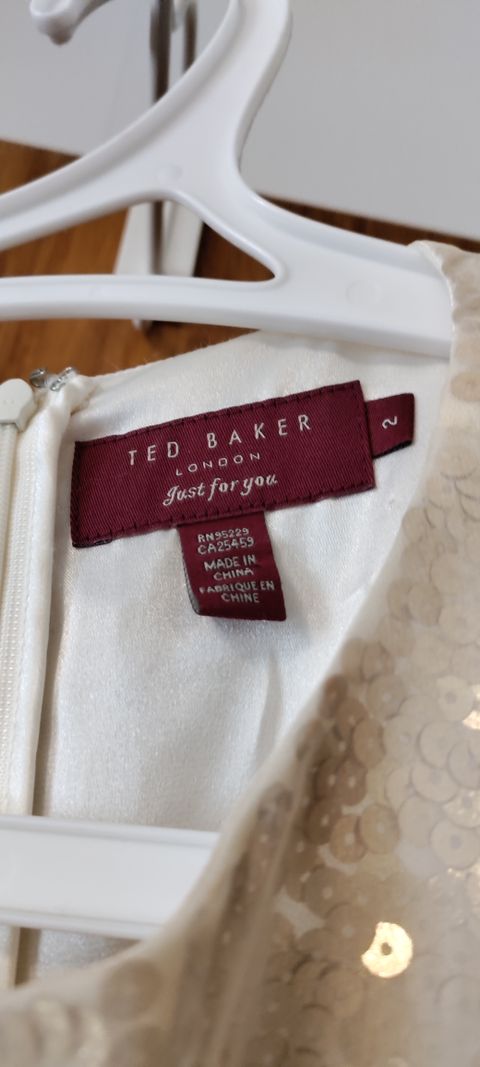 TED BAKER
LONDON
Just for you
2
RN95229
CA25459
MADE IN
CHINA
FABRIQUE EN
CHINE